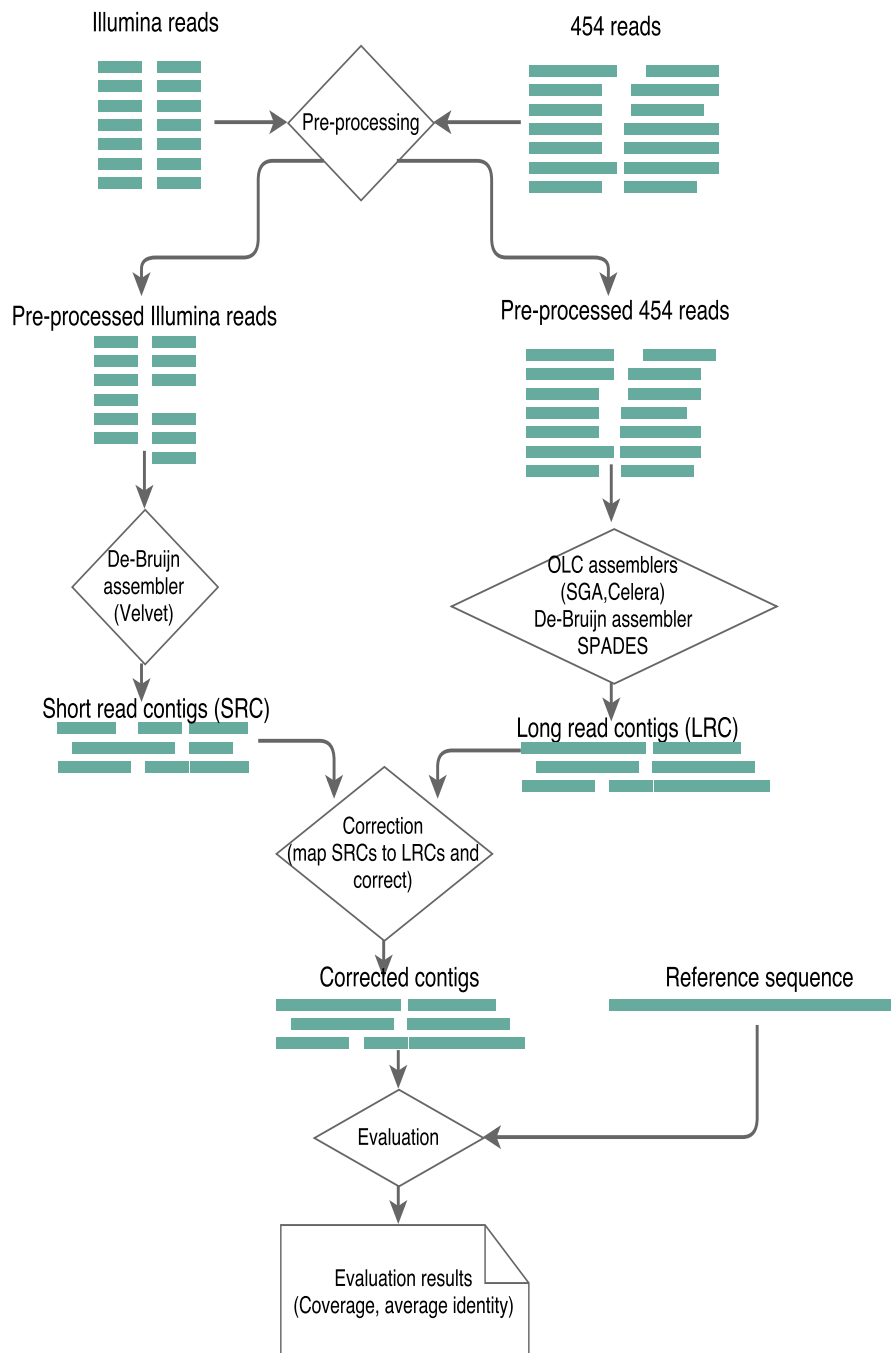 Illumina reads
454 reads
Pre-processing
Pre-processed Illumina reads
Pre-processed 454 reads
De-Bruijn
assembler
(Velvet)
OLC assemblers
(SGA,Celera)
De-Bruijn assembler
SPADES
Short read contigs (SRC)
Long read contigs (LRC)
Correction
(map SRCs to LRCs and
correct)
Corrected contigs
Reference sequence
Evaluation
Evaluation results
(Coverage, average identity)